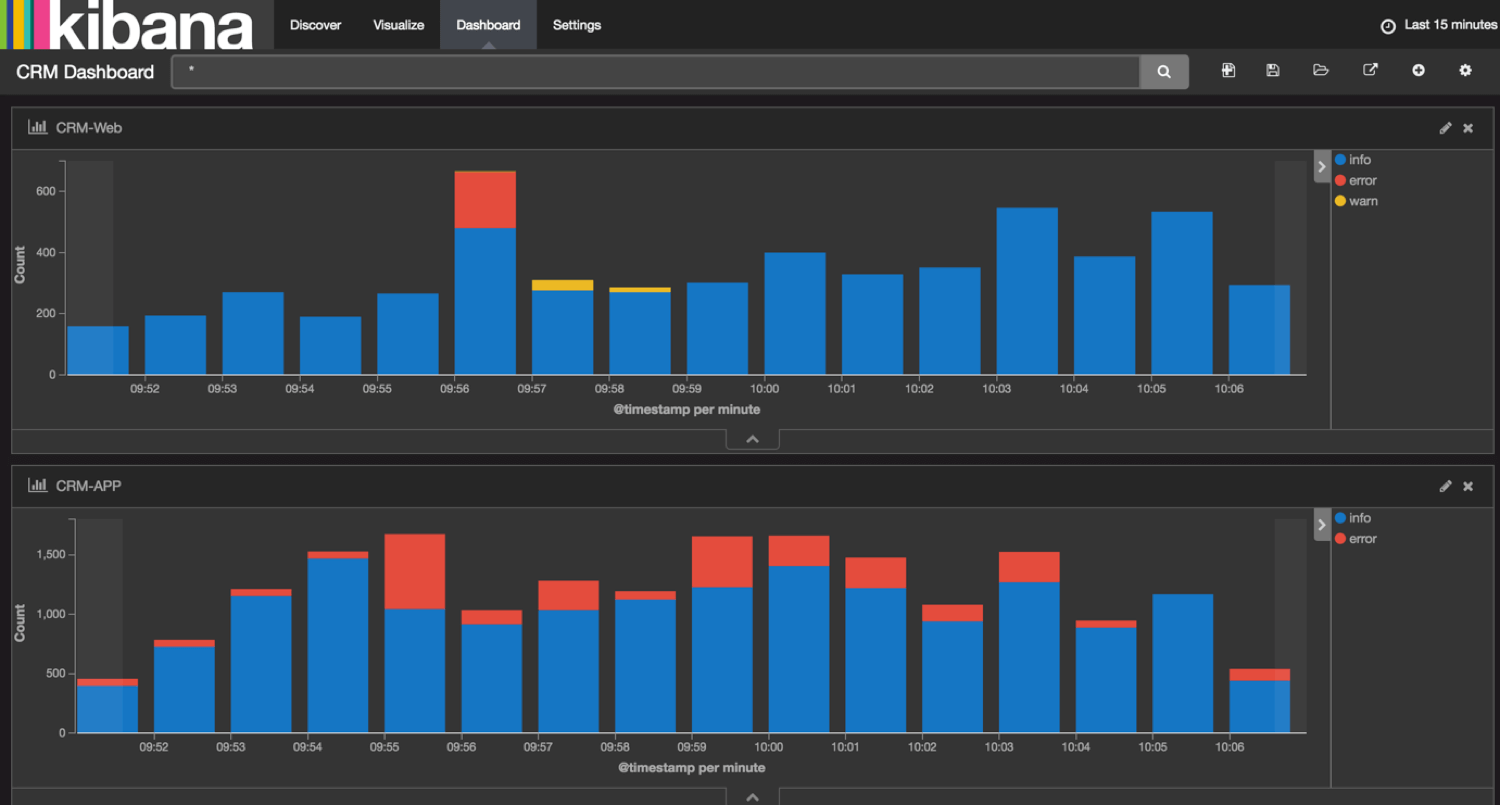 kibana
Discover Visualize Dashboard Settings Last 15 minutes
CRM Dashboard *
CRM-Web
info
error
warn
600
400
200
0
Count
09:52 09:53 09:54 09:55 09:56 09:57 09:58 09:59 10:00 10:01 10:02 10:03 10:04 10:05 10:06
@timestamp per minute
CRM-APP
info
error
1,500
1,000
500
0
Count
09:52 09:53 09:54 09:55 09:56 09:57 09:58 09:59 10:00 10:01 10:02 10:03 10:04 10:05 10:06
@timestamp per minute